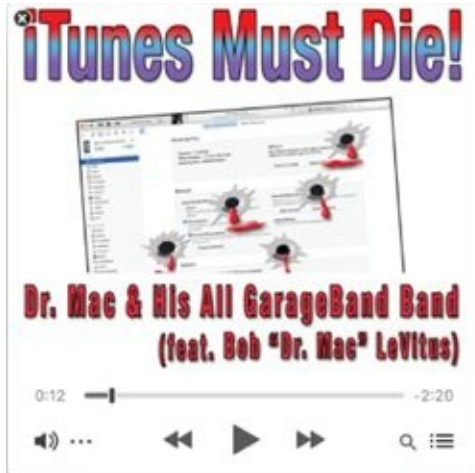 iTunes Must Die!
Dr. Mac & His All GarageBand Band
(feat. Bob "Dr. Mac" LeVitus)
0:12
-2:20